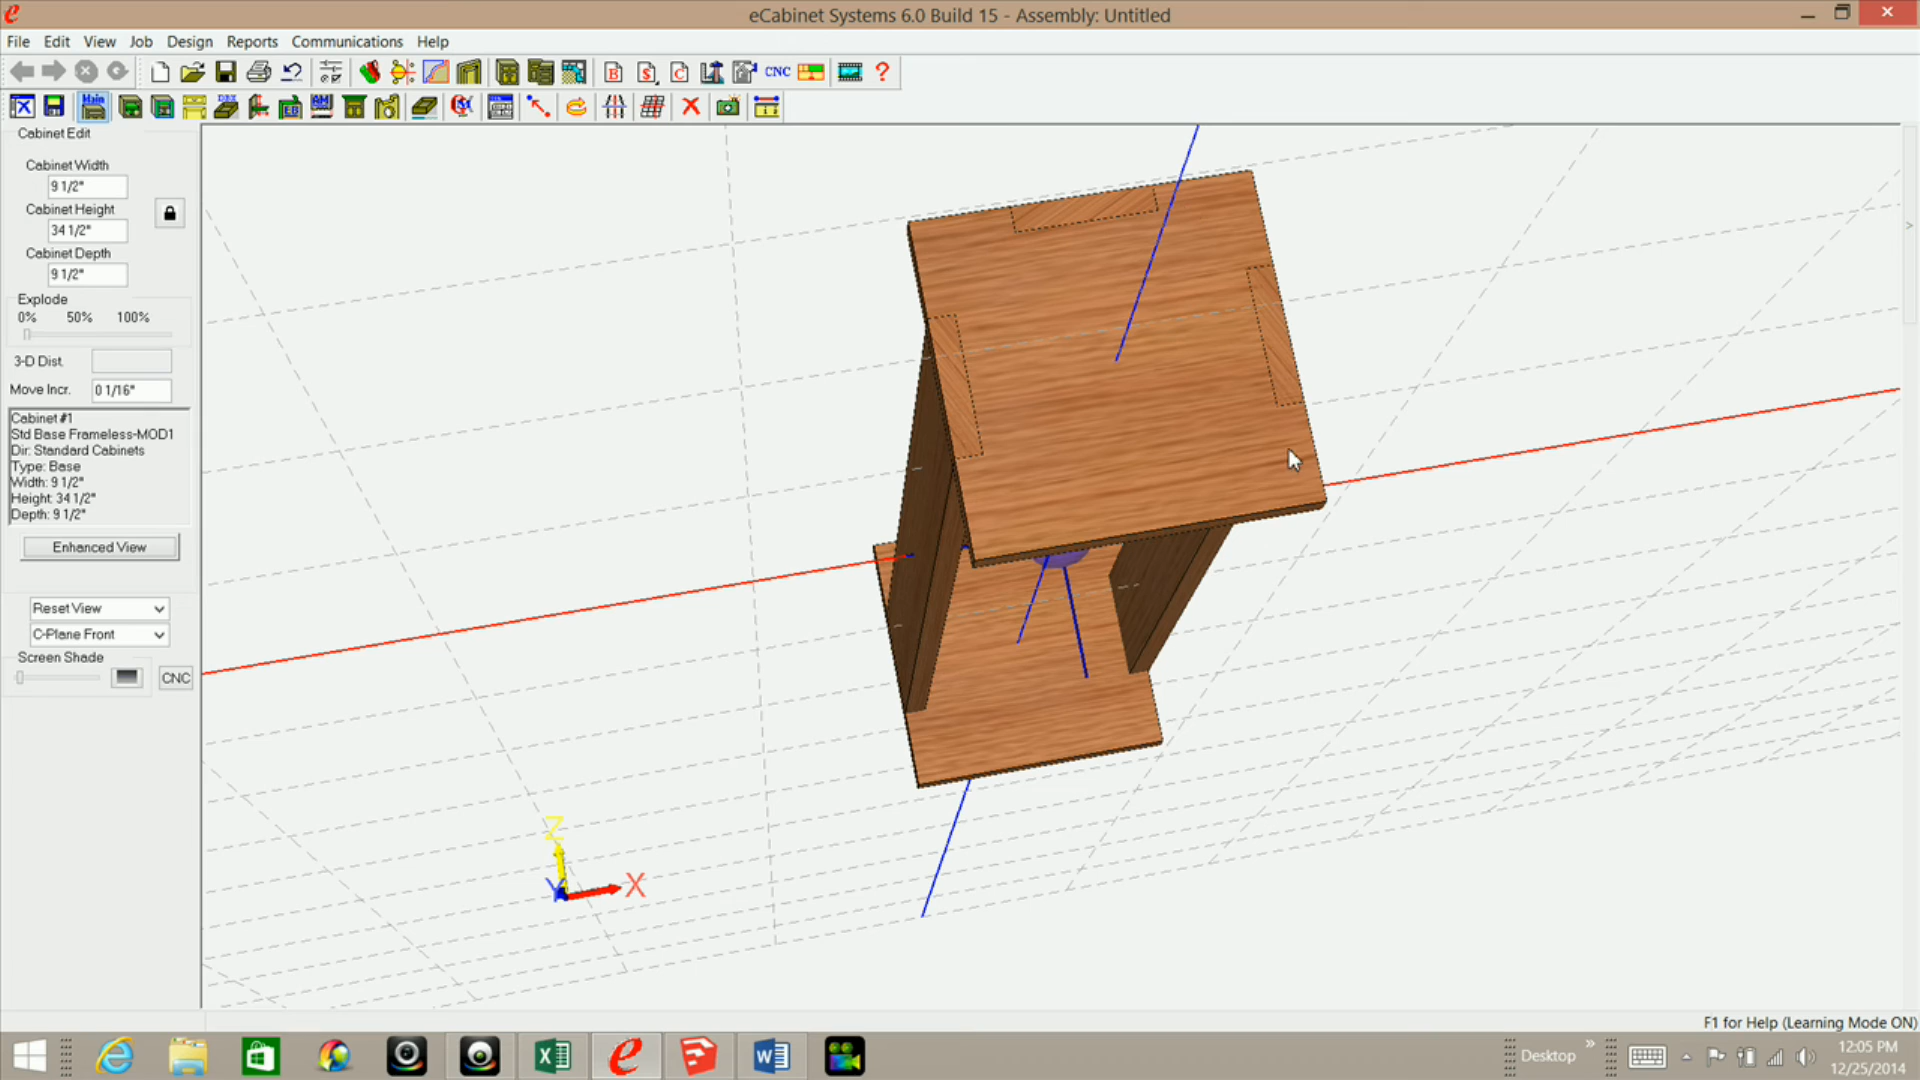 eCabinet Systems 6.0 Build 15 - Assembly: Untitled
File Edit View Job Design Reports Communications Help
B $ C CNC ?
Main EB AM
Cabinet Edit
Cabinet Width
9 1/2"
Cabinet Height
34 1/2"
Cabinet Depth
9 1/2"
Explode
0% 50% 100%
3-D Dist.
Move Incr. 0 1/16"
Cabinet #1
Std Base Frameless-MOD1
Dir: Standard Cabinets
Type: Base
Width: 9 1/2"
Height: 34 1/2"
Depth: 9 1/2"
Enhanced View
Reset View
C-Plane Front
Screen Shade
CNC
Z
Y X
F1 for Help (Learning Mode ON)
Desktop
12:05 PM
12/25/2014